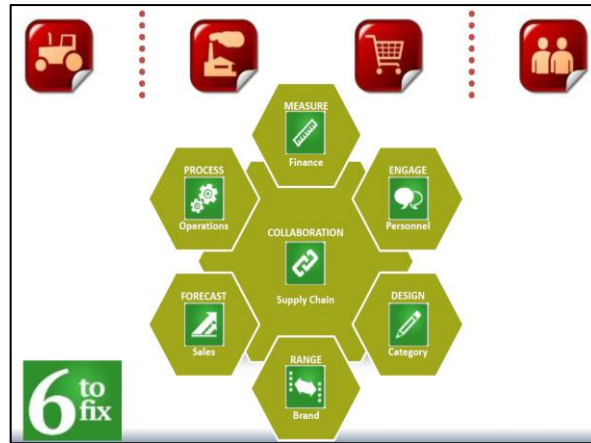 MEASURE
Finance
PROCESS
Operations
ENGAGE
Personnel
COLLABORATION
Supply Chain
FORECAST
Sales
DESIGN
Category
RANGE
Brand
6 to
fix